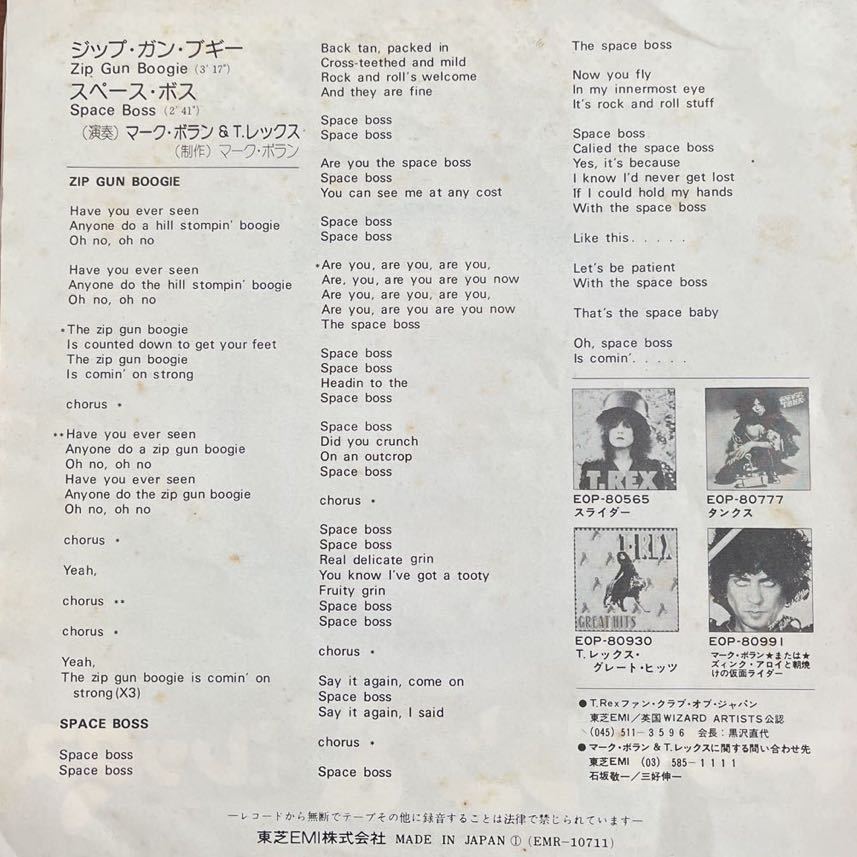 ジップ・ガン・ブギー
Zip Gun Boogie (3'17")
スペース・ボス
Space Boss (2'41")
(演奏) マーク・ボラン & T.レックス
(制作) マーク・ボラン
ZIP GUN BOOGIE
Have you ever seen
Anyone do a hill stompin' boogie
Oh no, oh no
Have you ever seen
Anyone do the hill stompin' boogie
Oh no, oh no
*The zip gun boogie
Is counted down to get your feet
The zip gun boogie
Is comin' on strong
chorus *
**Have you ever seen
Anyone do a zip gun boogie
Oh no, oh no
Have you ever seen
Anyone do the zip gun boogie
Oh no, oh no
chorus *
Yeah,
chorus **
chorus *
Yeah,
The zip gun boogie is comin' on
strong(X3)
SPACE BOSS
Space boss
Space boss
Back tan, packed in
Cross-teethed and mild
Rock and roll's welcome
And they are fine
Space boss
Space boss
Are you the space boss
Space boss
You can see me at any cost
Space boss
Space boss
*Are you, are you, are you,
Are, you, are you are you now
Are you, are you, are you,
Are you, are you are you now
The space boss
Space boss
Space boss
Headin to the
Space boss
Space boss
Did you crunch
On an outcrop
Space boss
chorus *
Space boss
Space boss
Real delicate grin
You know I've got a tooty
Fruity grin
Space boss
Space boss
chorus *
Say it again, come on
Space boss
Say it again, I said
chorus *
Space boss
The space boss
Now you fly
In my innermost eye
It's rock and roll stuff
Space boss
Calied the space boss
Yes, it's because
I know I'd never get lost
If I could hold my hands
With the space boss
Like this.....
Let's be patient
With the space boss
That's the space baby
Oh, space boss
Is comin'.....
T.REX
EOP-80565
スライダー
EOP-80777
タンクス
T.REX
GREAT HITS
EOP-80930
T.レックス・
グレート・ヒッツ
EOP-80991
マーク・ボラン★または★
ズィンク・アロイと朝焼
けの仮面ライダー
●T.Rexファン・クラブ・オブ・ジャパン
東芝EMI/英国WIZARD ARTISTS公認
(045) 511-3596 会長:黒沢直代
●マーク・ボラン&T.レックスに関する問い合わせ先
東芝EMI (03) 585-1111
石坂敬一/三好伸一
—レコードから無断でテープその他に録音することは法律で禁じられています—
東芝EMI株式会社 MADE IN JAPAN ① (EMR-10711)